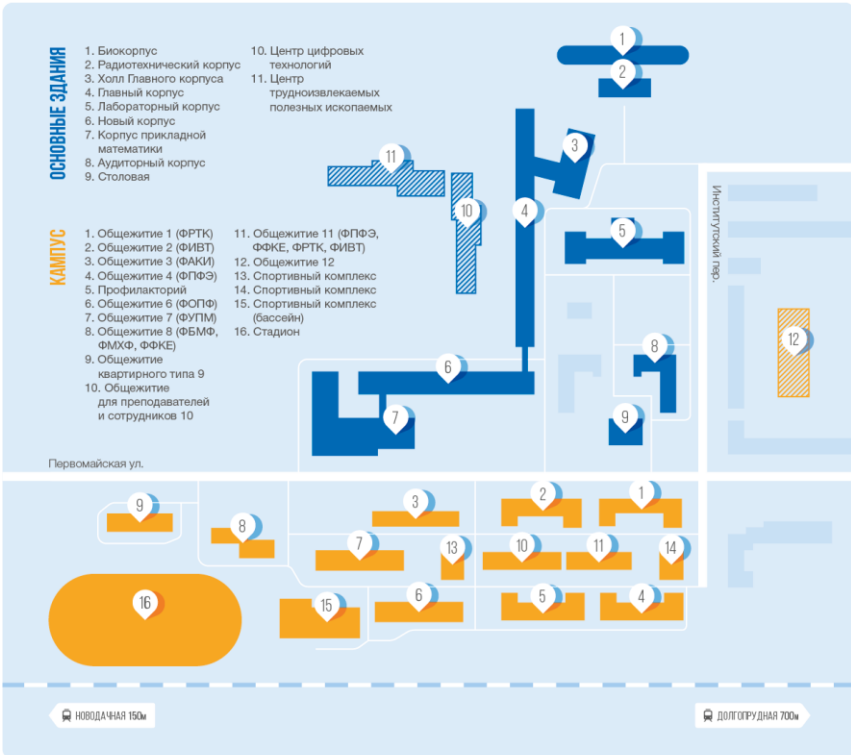 ОСНОВНЫЕ ЗДАНИЯ
1. Биокорпус
2. Радиотехнический корпус
3. Холл Главного корпуса
4. Главный корпус
5. Лабораторный корпус
6. Новый корпус
7. Корпус прикладной
математики
8. Аудиторный корпус
9. Столовая
10. Центр цифровых
технологий
11. Центр
трудноизвлекаемых
полезных ископаемых
КАМПУС
1. Общежитие 1 (ФРТК)
2. Общежитие 2 (ФИВТ)
3. Общежитие 3 (ФАКИ)
4. Общежитие 4 (ФПФЭ)
5. Профилакторий
6. Общежитие 6 (ФОПФ)
7. Общежитие 7 (ФУПМ)
8. Общежитие 8 (ФБМФ,
ФМХФ, ФФКЕ)
9. Общежитие
квартирного типа 9
10. Общежитие
для преподавателей
и сотрудников 10
11. Общежитие 11 (ФПФЭ,
ФФКЕ, ФРТК, ФИВТ)
12. Общежитие 12
13. Спортивный комплекс
14. Спортивный комплекс
15. Спортивный комплекс
(бассейн)
16. Стадион
1
2
3
11
10
4
5
Институтский пер.
12
8
6
9
7
Первомайская ул.
9
8
3
2
1
7
13
10
11
14
16
15
6
5
4
НОВОДАЧНАЯ 150м
ДОЛГОПРУДНАЯ 700м